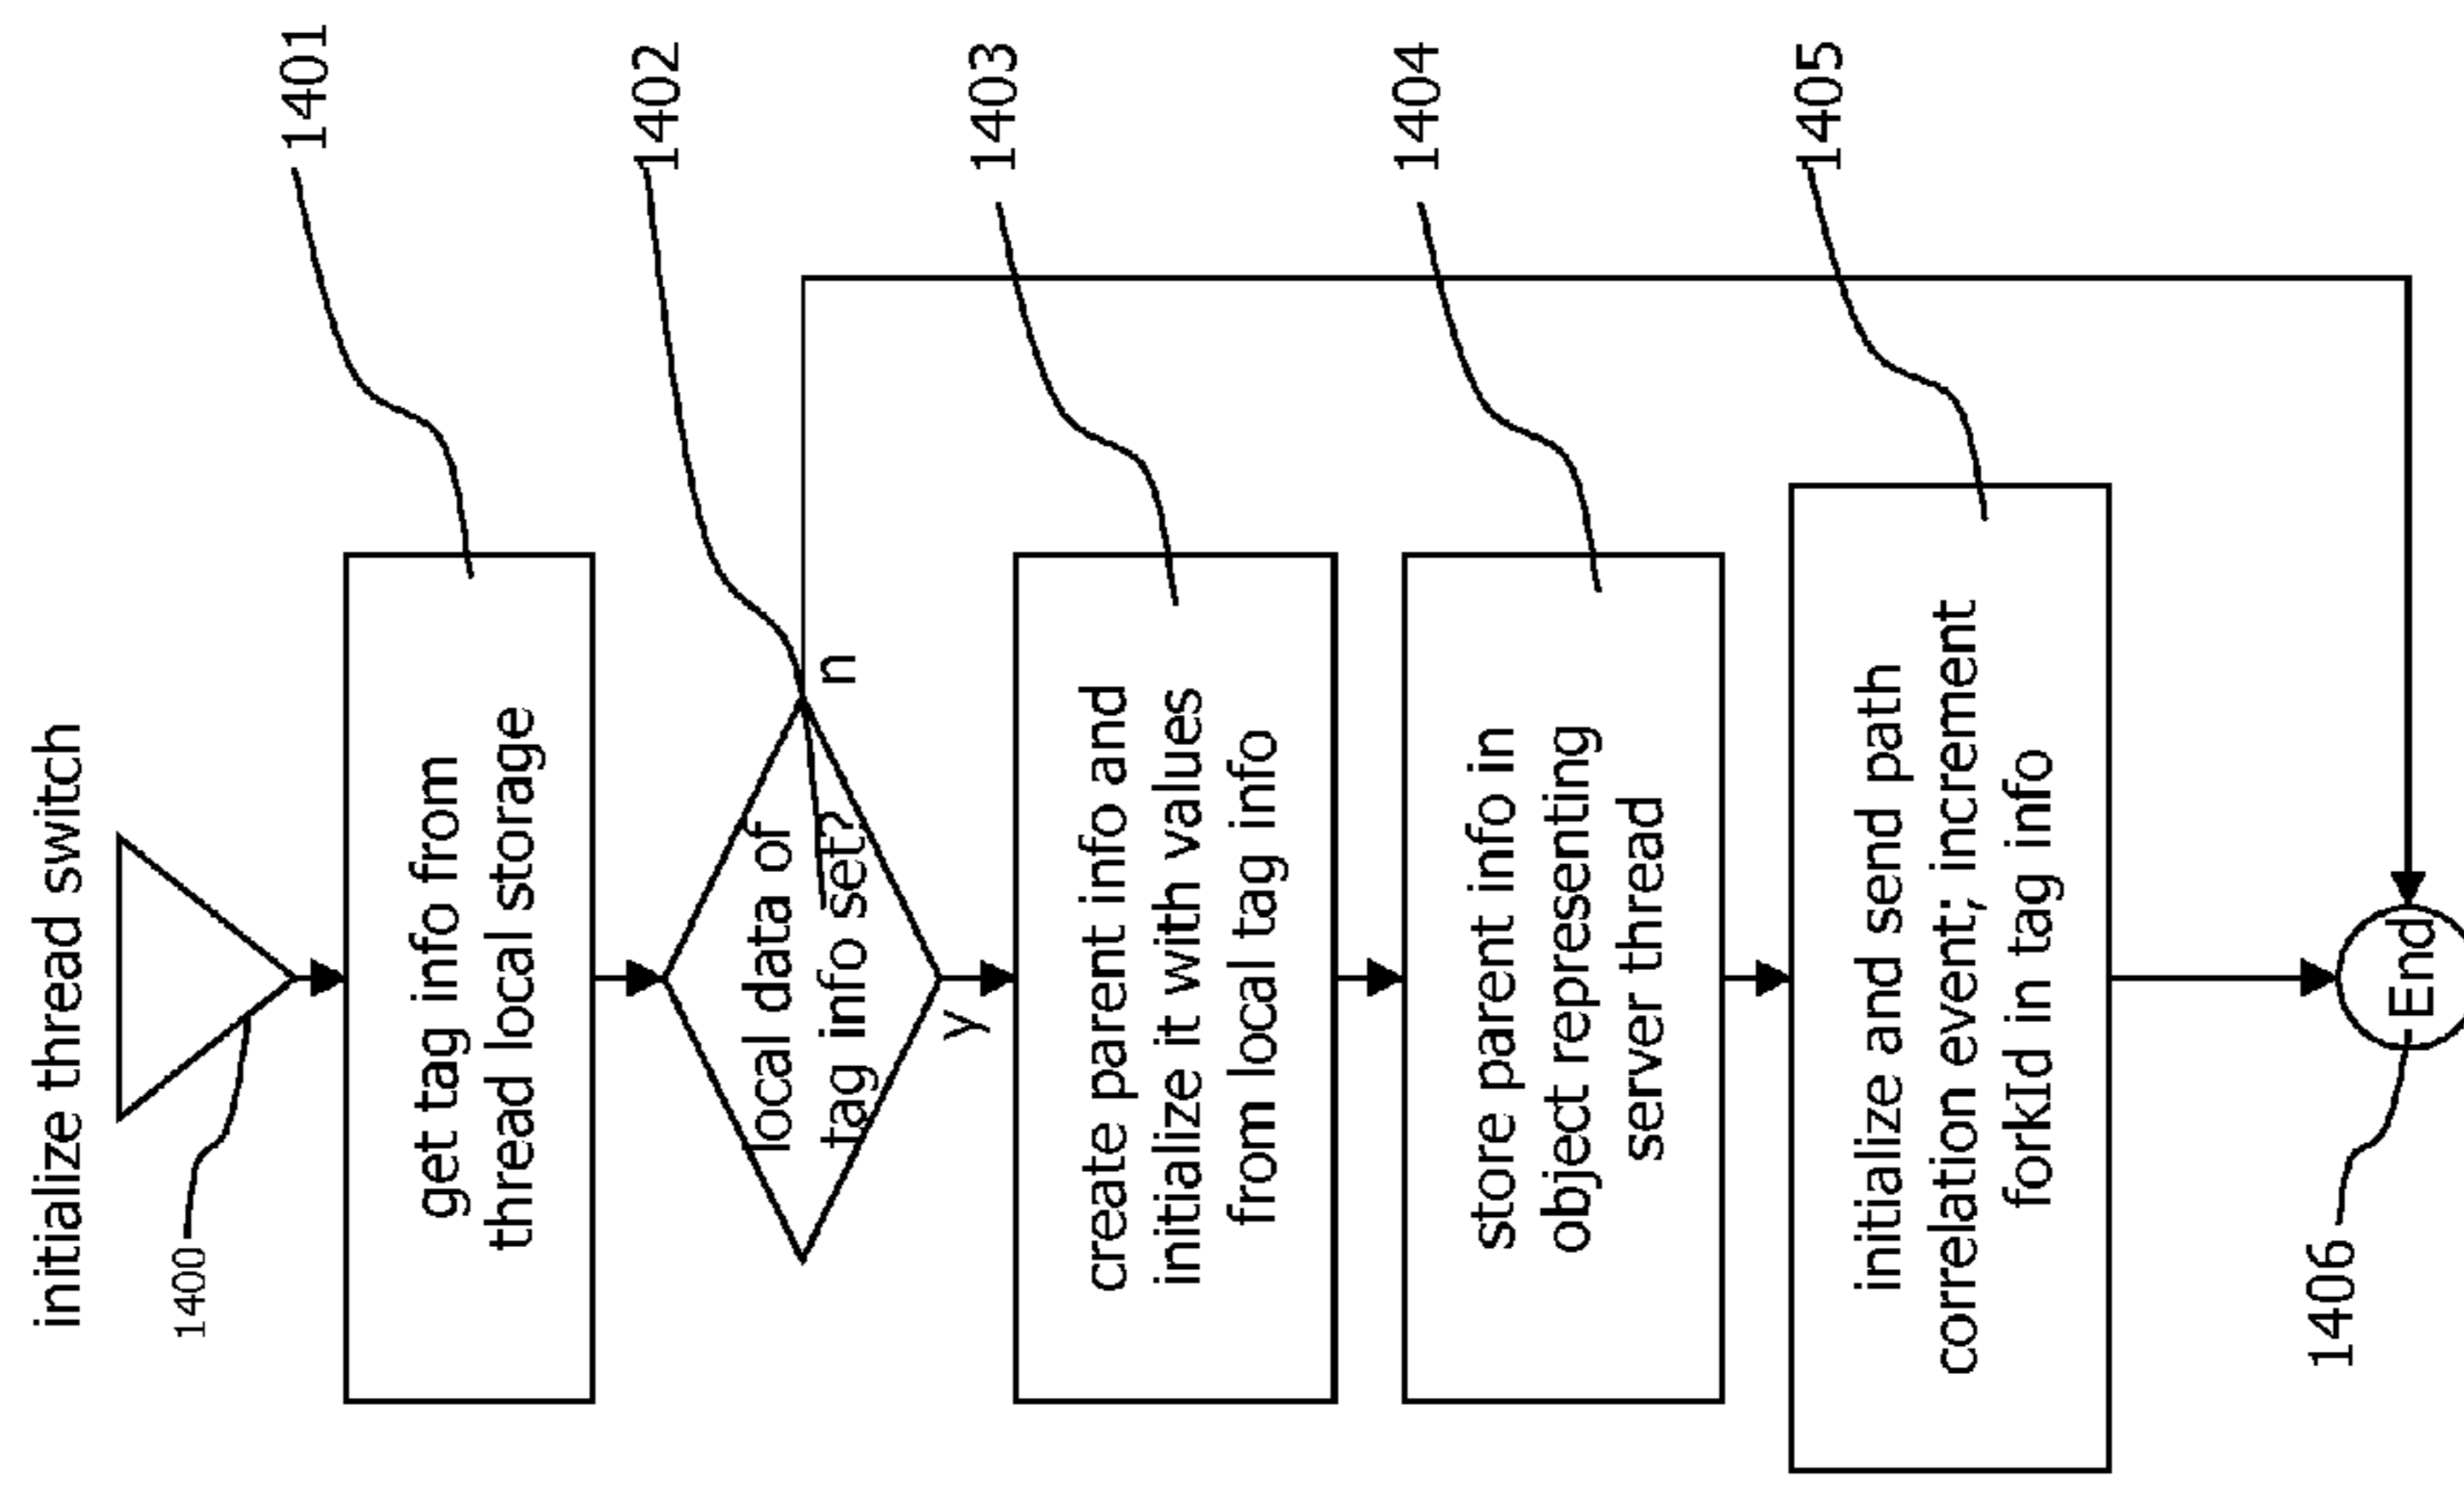 initialize thread switch
1400
get tag info from
thread local storage
1401
local data of
tag info set?
1402
n
y
create parent info and
initialize it with values
from local tag info
1403
store parent info in
object representing
server thread
1404
initialize and send path
correlation event; increment
forkId in tag info
1405
End
1406